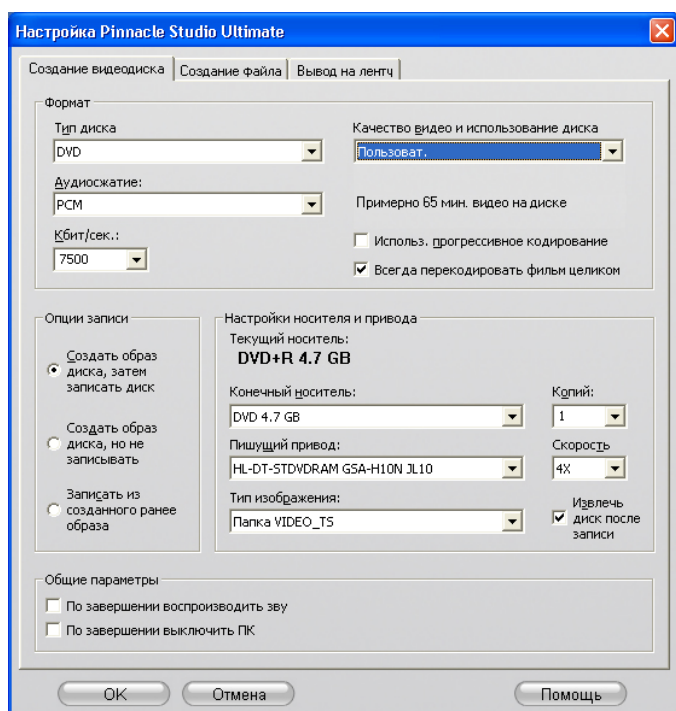 Настройка Pinnacle Studio Ultimate
Создание видеодиска Создание файла Вывод на лентч
Формат
Тип диска
DVD
Качество видео и использование диска
Пользоват.
Аудиосжатие:
PCM
Примерно 65 мин. видео на диске
Кбит/сек.:
7500
Использ. прогрессивное кодирование
Всегда перекодировать фильм целиком
Опции записи
Создать образ
диска, затем
записать диск
Создать образ
диска, но не
записывать
Записать из
созданного ранее
образа
Настройки носителя и привода
Текущий носитель:
DVD+R 4.7 GB
Конечный носитель:
DVD 4.7 GB
Копий:
1
Пишущий привод:
HL-DT-STDVDRAM GSA-H10N JL10
Скорость
4X
Тип изображения:
Папка VIDEO_TS
Извлечь
диск после
записи
Общие параметры
По завершении воспроизводить зву
По завершении выключить ПК
OK Отмена Помощь